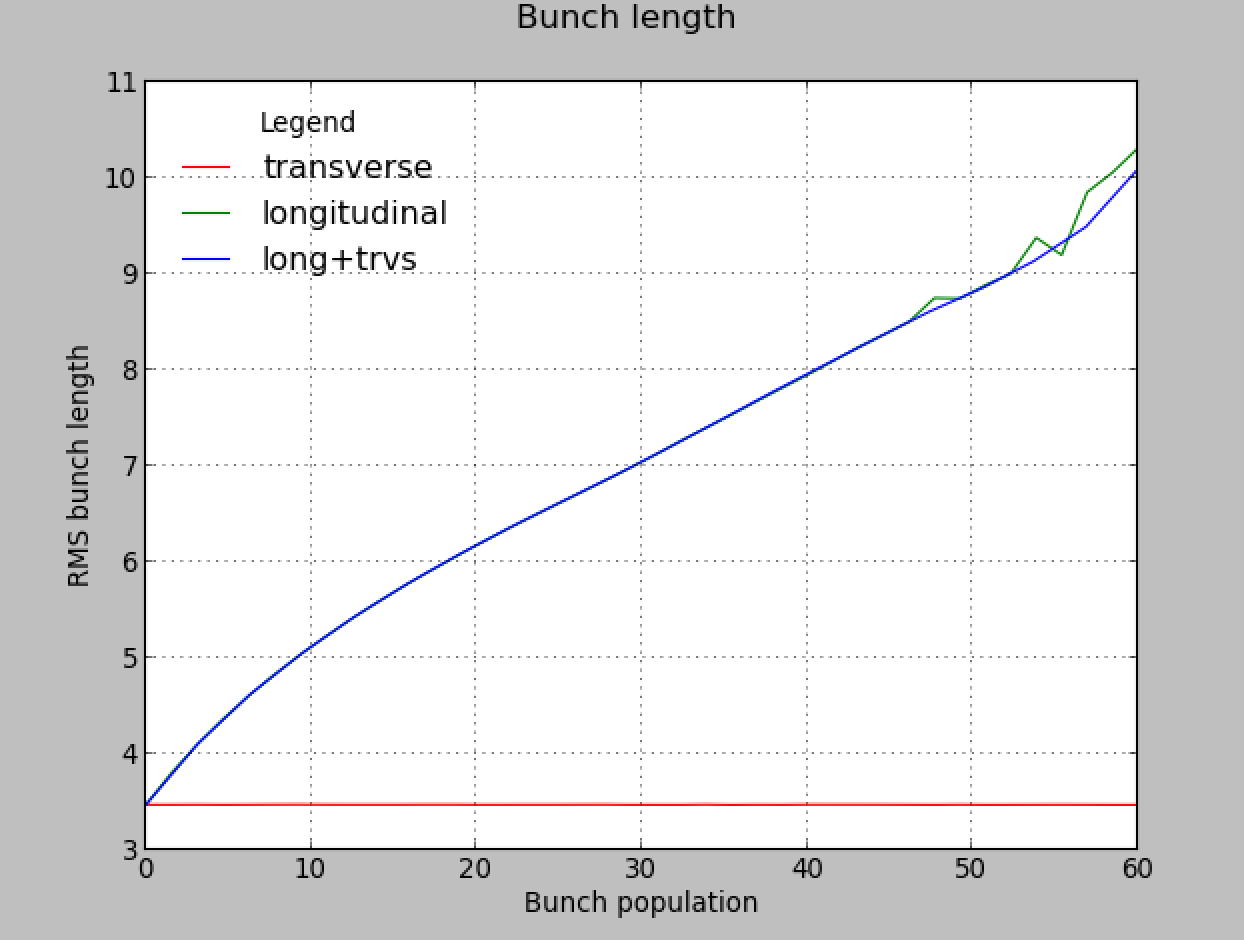 Bunch length
11
10
9
8
7
6
5
4
3
RMS bunch length
Legend
transverse
longitudinal
long+trvs
0 10 20 30 40 50 60
Bunch population